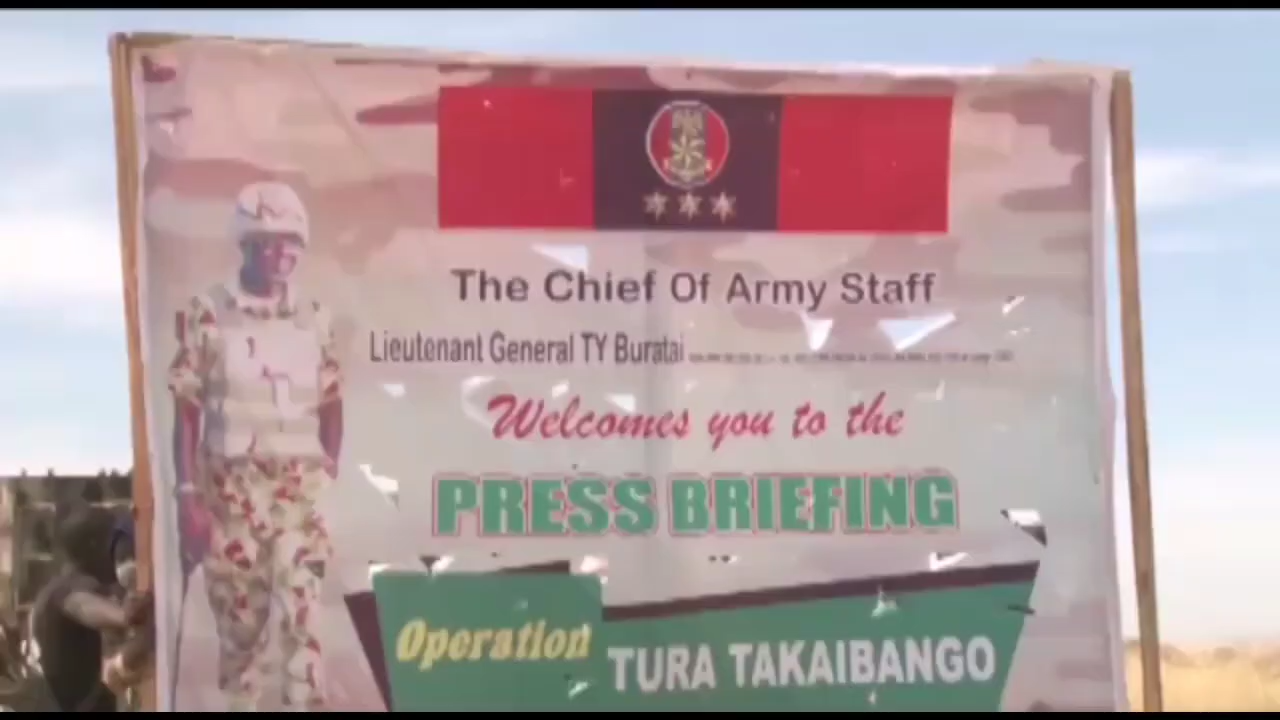 The Chief Of Army Staff
Lieutenant General TY Buratai
Welcomes you to the
PRESS BRIEFING
Operation
TURA TAKAIBANGO